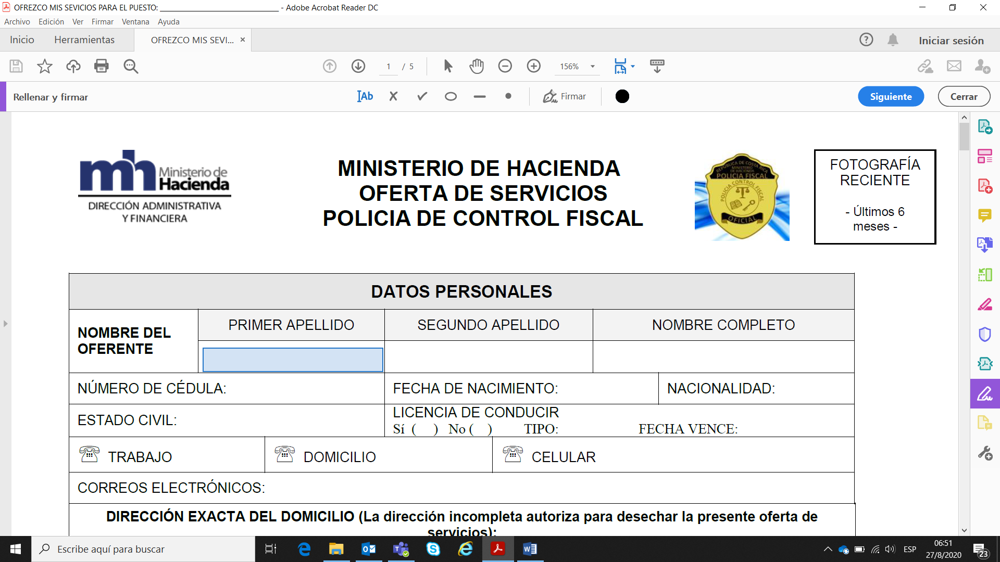 OFREZCO MIS SEVICIOS PARA EL PUESTO: ______________________________ - Adobe Acrobat Reader DC
Archivo Edición Ver Firmar Ventana Ayuda
Inicio Herramientas OFREZCO MIS SEVI... × Iniciar sesión
1 / 5 156%
Rellenar y firmar Ab Firmar Siguiente Cerrar
mh Ministerio de
Hacienda
DIRECCIÓN ADMINISTRATIVA
Y FINANCIERA
MINISTERIO DE HACIENDA
OFERTA DE SERVICIOS
POLICIA DE CONTROL FISCAL
REPUBLICA DE COSTA RICA
MINISTERIO
DE HACIENDA
POLICIA FISCAL
POLICIA CONTROL FISCAL
OFICIAL
FOTOGRAFÍA
RECIENTE
- Últimos 6
meses -
DATOS PERSONALES
NOMBRE DEL
OFERENTE
PRIMER APELLIDO SEGUNDO APELLIDO NOMBRE COMPLETO
NÚMERO DE CÉDULA: FECHA DE NACIMIENTO: NACIONALIDAD:
ESTADO CIVIL: LICENCIA DE CONDUCIR
Sí ( ) No ( ) TIPO: FECHA VENCE:
TRABAJO DOMICILIO CELULAR
CORREOS ELECTRÓNICOS:
DIRECCIÓN EXACTA DEL DOMICILIO (La dirección incompleta autoriza para desechar la presente oferta de
servicios):
Escribe aquí para buscar ESP 06:51
27/8/2020 23